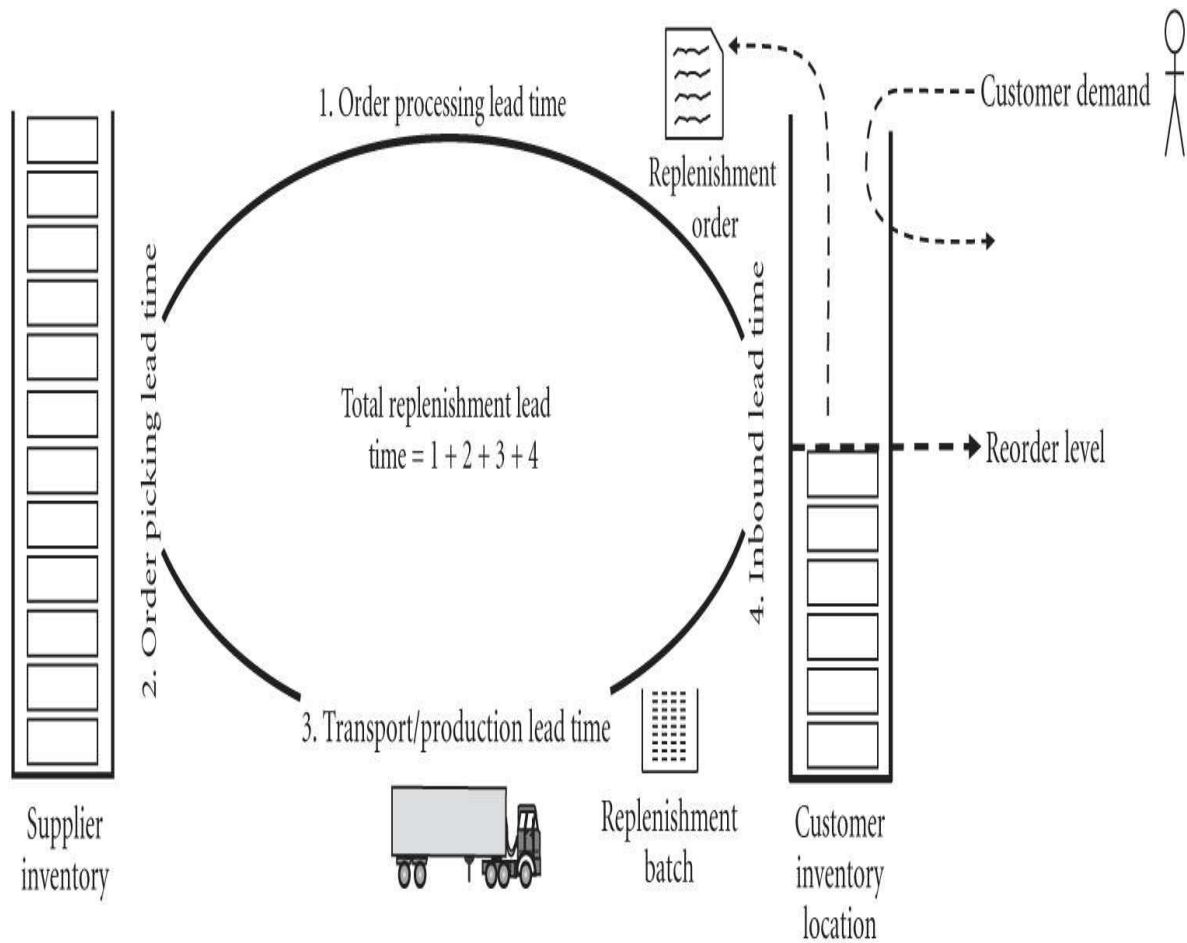 1. Order processing lead time
Customer demand
Replenishment
order
2. Order picking lead time
Total replenishment lead
time = 1 + 2 + 3 + 4
4. Inbound lead time
Reorder level
3. Transport/production lead time
Supplier
inventory
Replenishment
batch
Customer
inventory
location